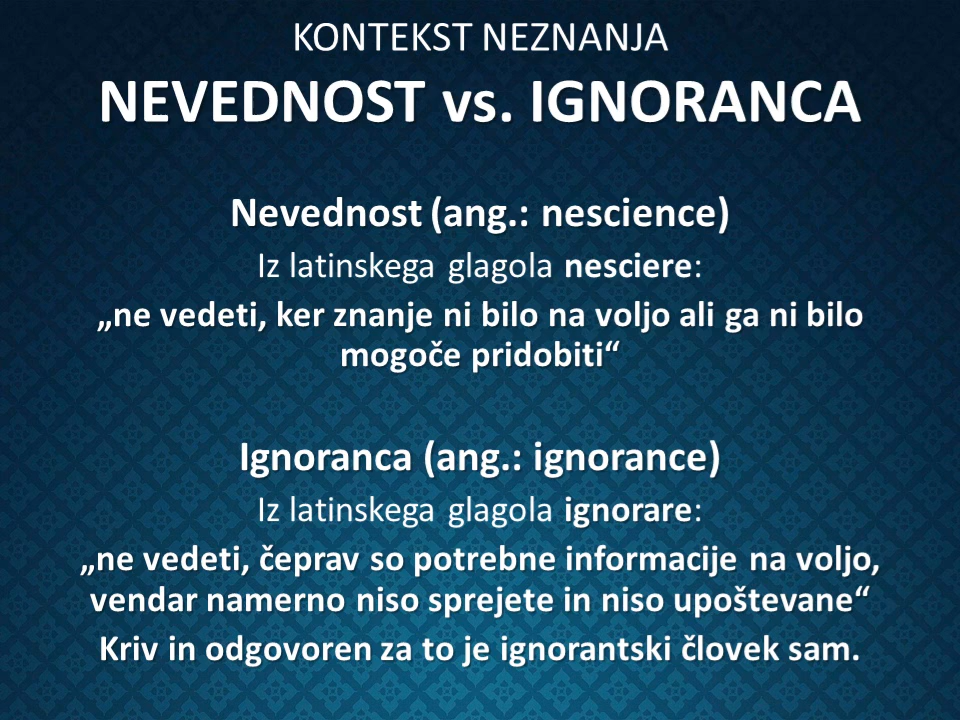 KONTEKST NEZNANJA
NEVEDNOST vs. IGNORANCA
Nevednost (ang.: nescience)
Iz latinskega glagola nesciere:
„ne vedeti, ker znanje ni bilo na voljo ali ga ni bilo
mogoče pridobiti“
Ignoranca (ang.: ignorance)
Iz latinskega glagola ignorare:
„ne vedeti, čeprav so potrebne informacije na voljo,
vendar namerno niso sprejete in niso upoštevane“
Kriv in odgovoren za to je ignorantski človek sam.